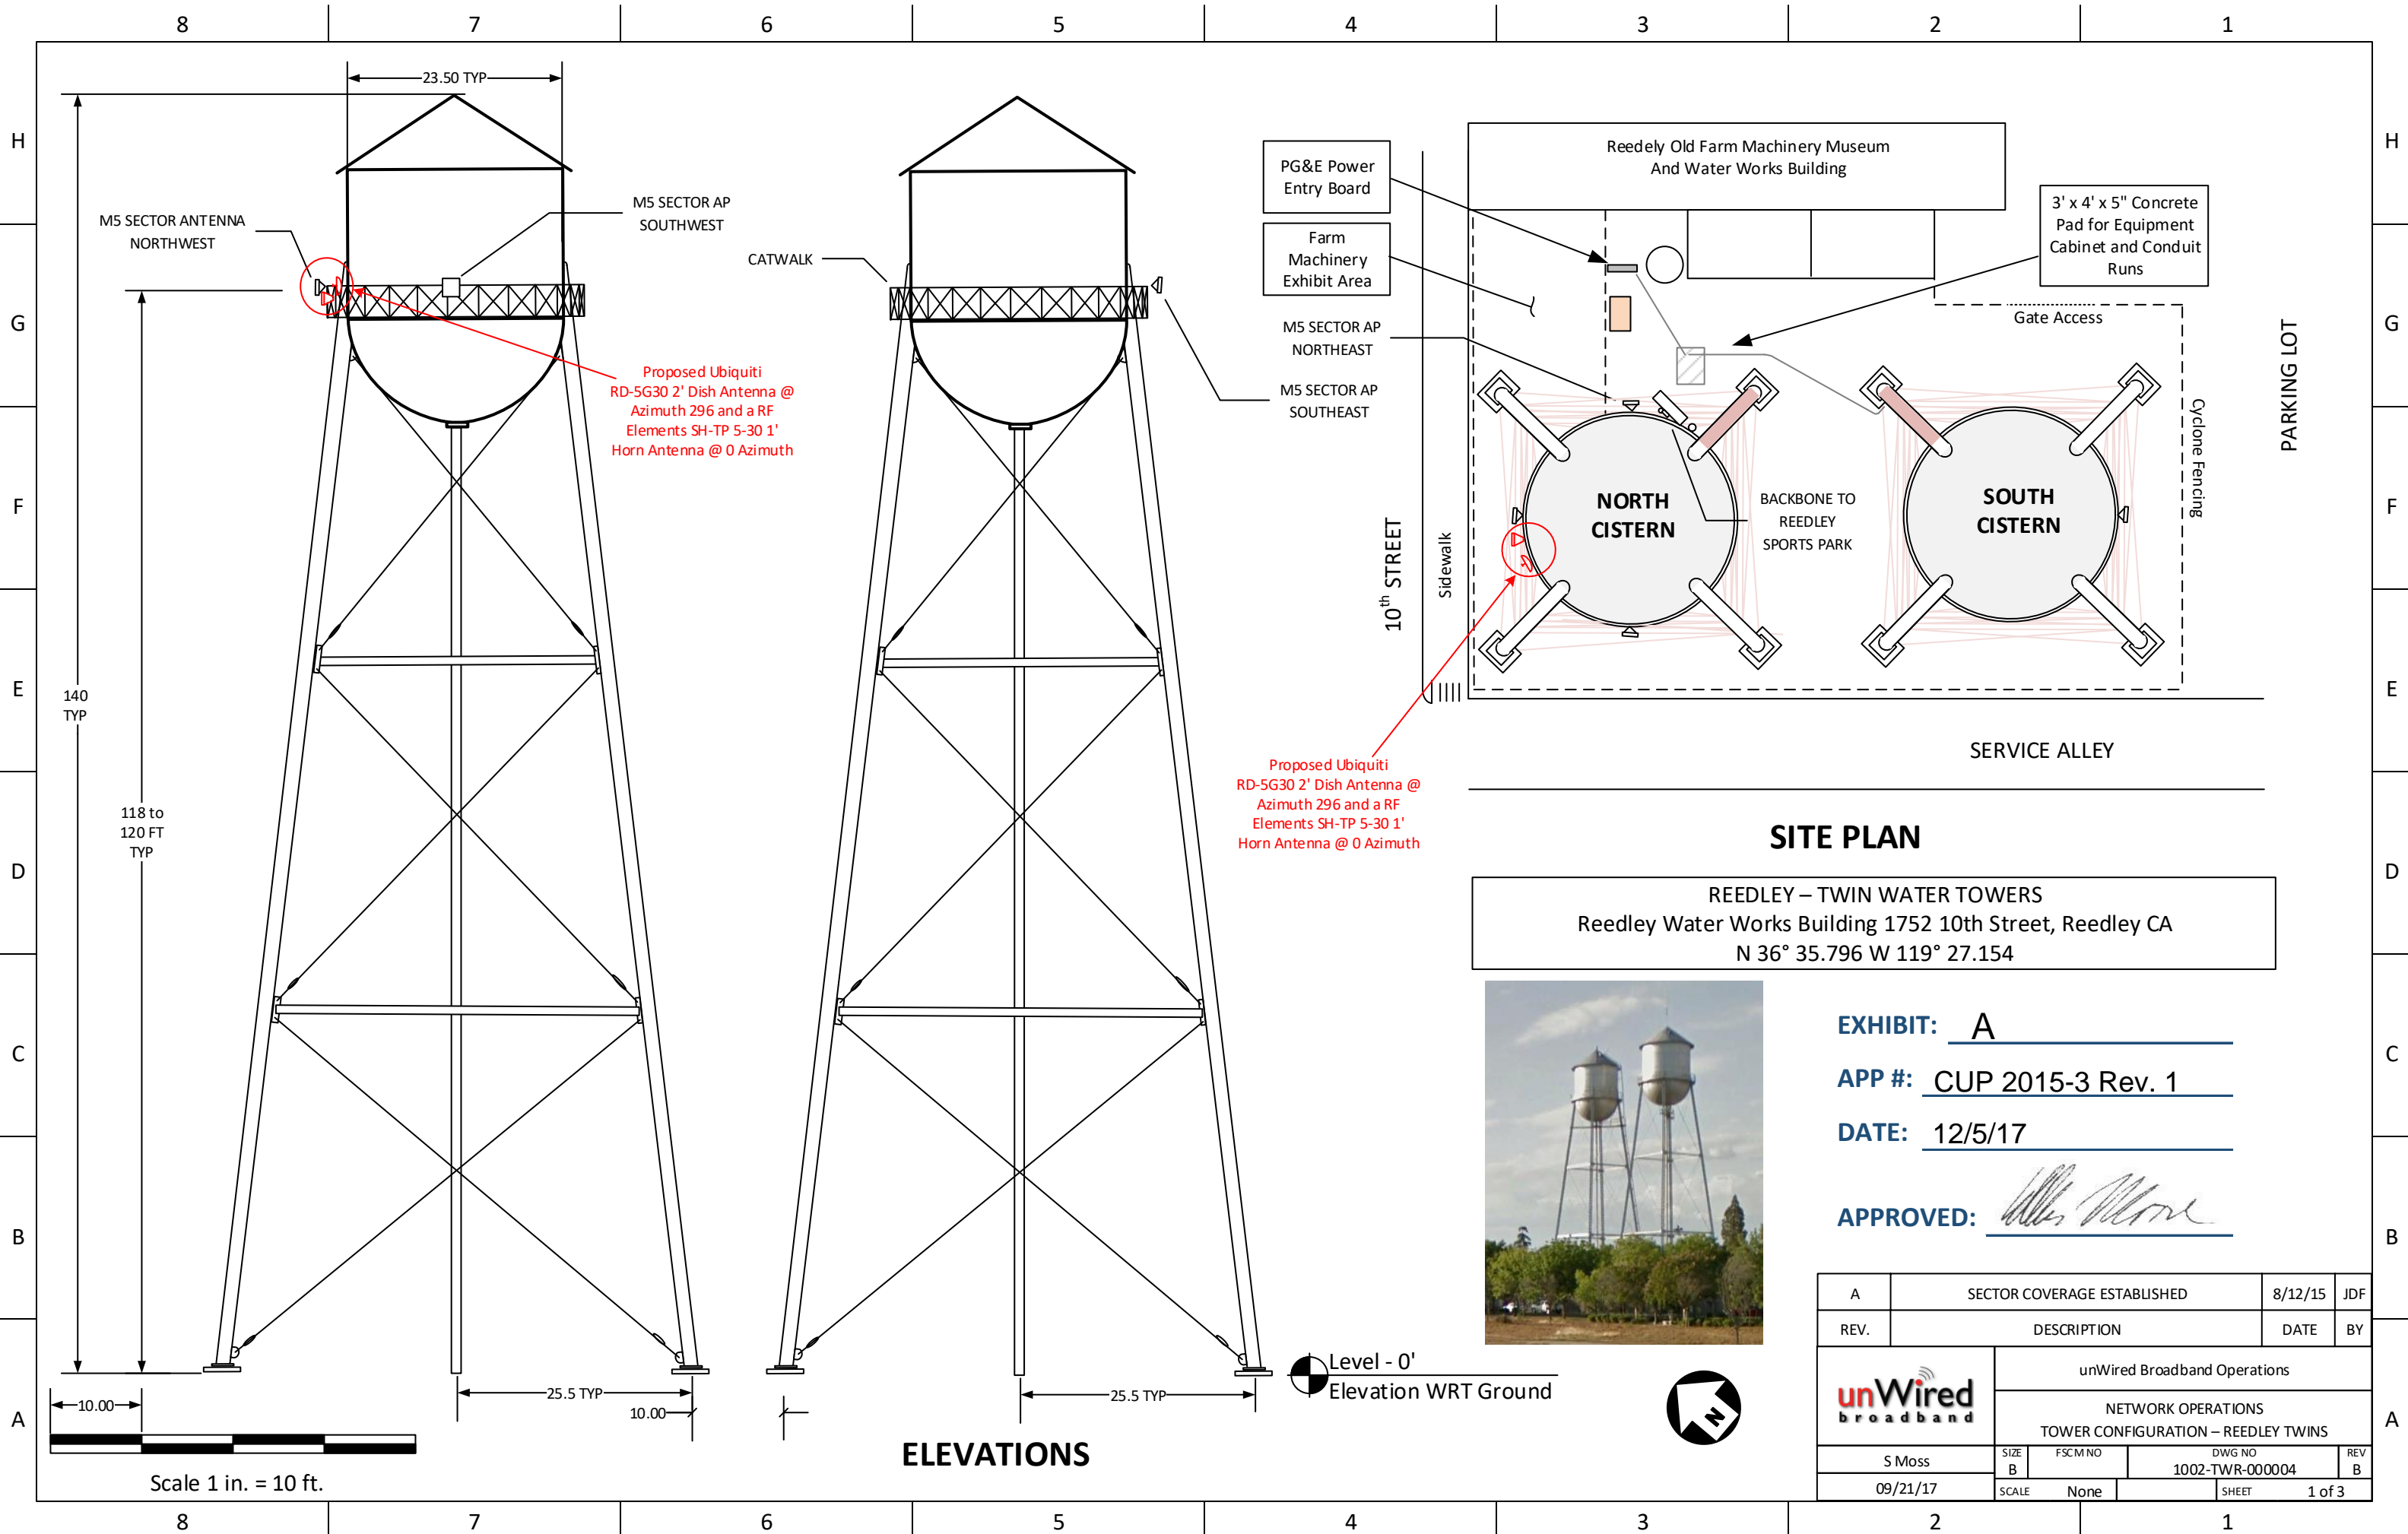 8 7 6 5 4 3 2 1
H
G
F
E
D
C
B
A
23.50 TYP
M5 SECTOR ANTENNA
NORTHWEST
M5 SECTOR AP
SOUTHWEST
CATWALK
Proposed Ubiquiti
RD-5G30 2' Dish Antenna @
Azimuth 296 and a RF
Elements SH-TP 5-30 1'
Horn Antenna @ 0 Azimuth
M5 SECTOR AP
SOUTHEAST
140
TYP
118 to
120 FT
TYP
25.5 TYP
10.00
25.5 TYP
10.00
Scale 1 in. = 10 ft.
ELEVATIONS
Level - 0'
Elevation WRT Ground
PG&E Power
Entry Board
Farm
Machinery
Exhibit Area
M5 SECTOR AP
NORTHEAST
Reedely Old Farm Machinery Museum
And Water Works Building
3' x 4' x 5" Concrete
Pad for Equipment
Cabinet and Conduit
Runs
Gate Access
PARKING LOT
Cyclone Fencing
NORTH
CISTERN
BACKBONE TO
REEDLEY
SPORTS PARK
SOUTH
CISTERN
10th STREET
Sidewalk
SERVICE ALLEY
Proposed Ubiquiti
RD-5G30 2' Dish Antenna @
Azimuth 296 and a RF
Elements SH-TP 5-30 1'
Horn Antenna @ 0 Azimuth
SITE PLAN
REEDLEY – TWIN WATER TOWERS
Reedley Water Works Building 1752 10th Street, Reedley CA
N 36° 35.796 W 119° 27.154
EXHIBIT: A
APP #: CUP 2015-3 Rev. 1
DATE: 12/5/17
APPROVED:
N
A SECTOR COVERAGE ESTABLISHED 8/12/15 JDF
REV. DESCRIPTION DATE BY
unWired
broadband
unWired Broadband Operations
NETWORK OPERATIONS
TOWER CONFIGURATION – REEDLEY TWINS
S Moss
09/21/17
SIZE FSCM NO DWG NO REV
B 1002-TWR-000004 B
SCALE None SHEET 1 of 3
H
G
F
E
D
C
B
A
8 7 6 5 4 3 2 1